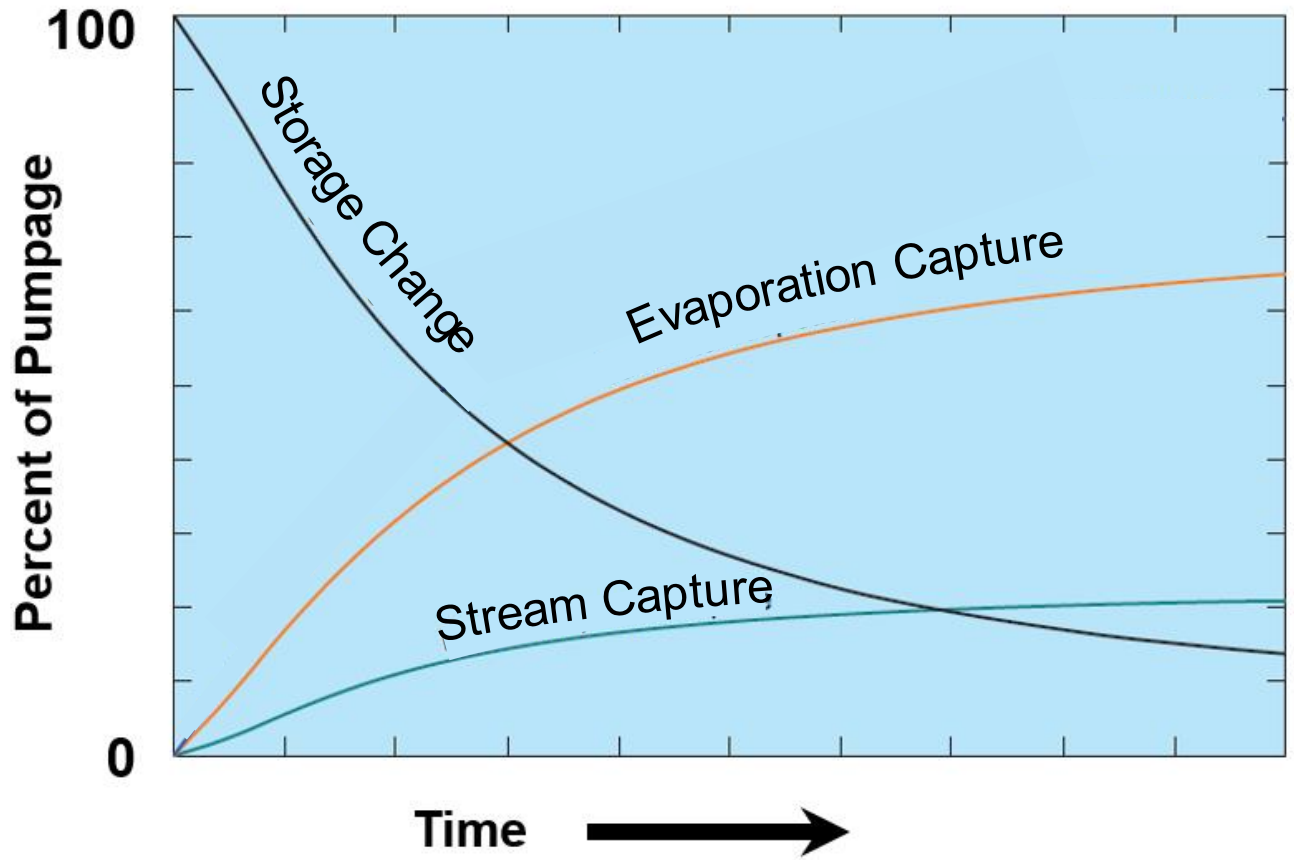 100
Storage Change
Evaporation Capture
Percent of Pumpage
Stream Capture
0
Time